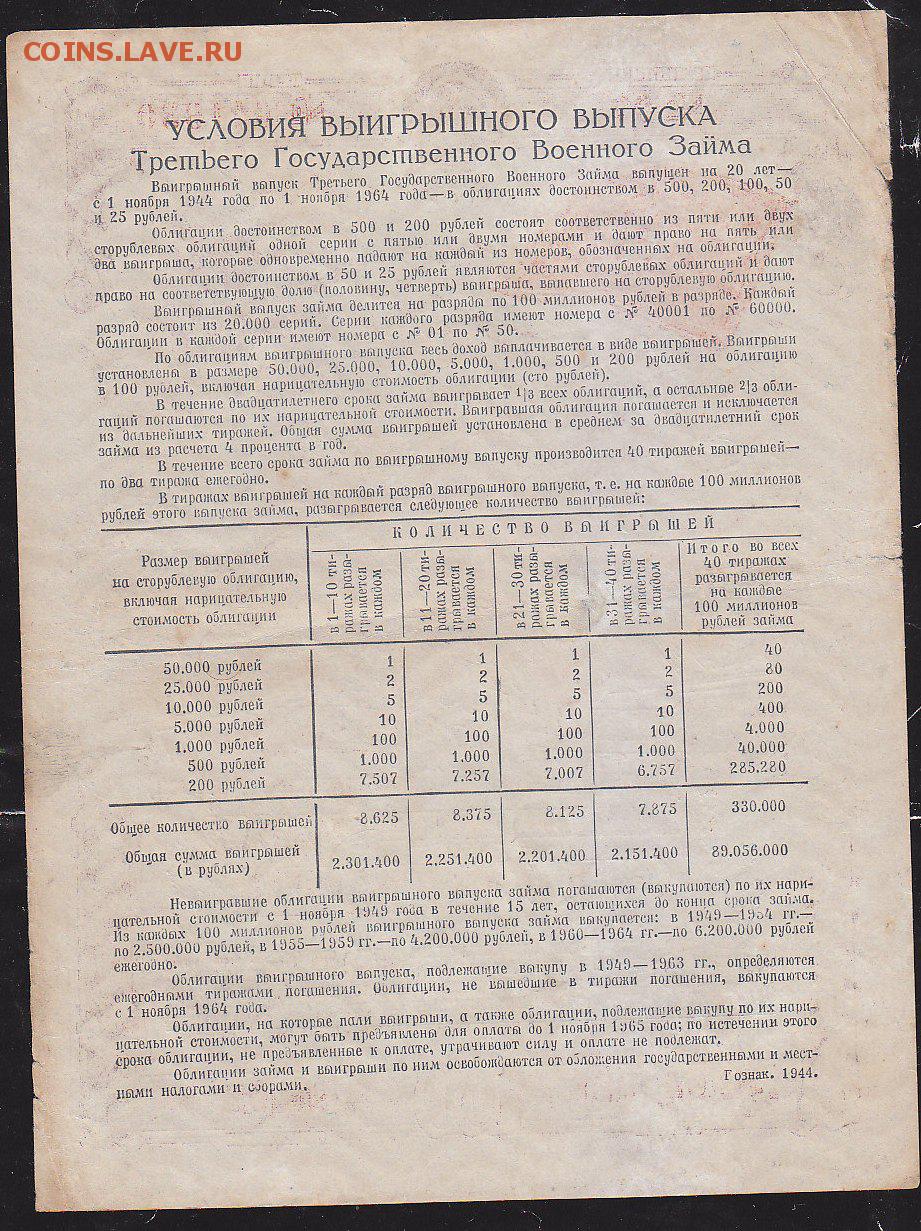 COINS.LAVE.RU
УСЛОВИЯ ВЫИГРЫШНОГО ВЫПУСКА
Третьего Государственного Военного Займа
Выигрышный выпуск Третьего Государственного Военного Займа выпущен на 20 лет—
с 1 ноября 1944 года по 1 ноября 1964 года—в облигациях достоинством в 500, 200, 100, 50
и 25 рублей.
Облигации достоинством в 500 и 200 рублей состоят соответственно из пяти или двух
сторублевых облигаций одной серии с пятью или двумя номерами и дают право на пять или
два выигрыша, которые одновременно падают на каждый из номеров, обозначенных на облигации.
Облигации достоинством в 50 и 25 рублей являются частями сторублевых облигаций и дают
право на соответствующую долю (половину, четверть) выигрыша, выпавшего на сторублевую облигацию.
Выигрышный выпуск займа делится на разряды по 100 миллионов рублей в разряде. Каждый
разряд состоит из 20.000 серий. Серии каждого разряда имеют номера с № 40001 по № 60000.
Облигации в каждой серии имеют номера с № 01 по № 50.
По облигациям выигрышного выпуска весь доход выплачивается в виде выигрышей. Выигрыши
установлены в размере 50.000, 25.000, 10.000, 5.000, 1.000, 500 и 200 рублей на облигацию
в 100 рублей, включая нарицательную стоимость облигации (сто рублей).
В течение двадцатилетнего срока займа выигрывает 1/3 всех облигаций, а остальные 2/3 обли-
гаций погашаются по их нарицательной стоимости. Выигравшая облигация погашается и исключается
из дальнейших тиражей. Общая сумма выигрышей установлена в среднем за двадцатилетний срок
займа из расчета 4 процента в год.
В течение всего срока займа по выигрышному выпуску производится 40 тиражей выигрышей—
по два тиража ежегодно.
В тиражах выигрышей на каждый разряд выигрышного выпуска, т. е. на каждые 100 миллионов
рублей этого выпуска займа, разыгрывается следующее количество выигрышей:
Размер выигрышей
на сторублевую облигацию,
включая нарицательную
стоимость облигации
КОЛИЧЕСТВО ВЫИГРЫШЕЙ
в 1—10 ти-
ражах разы-
грывается
в каждом
в 11—20 ти-
ражах разы-
грывается
в каждом
в 21—30 ти-
ражах разы-
грывается
в каждом
в 31—40 ти-
ражах разы-
грывается
в каждом
Итого во всех
40 тиражах
разыгрывается
на каждые
100 миллионов
рублей займа
50.000 рублей 1 1 1 1 40
25.000 рублей 2 2 2 2 80
10.000 рублей 5 5 5 5 200
5.000 рублей 10 10 10 10 400
1.000 рублей 100 100 100 100 4.000
500 рублей 1.000 1.000 1.000 1.000 40.000
200 рублей 7.507 7.257 7.007 6.757 285.280
Общее количество выигрышей 8.625 8.375 8.125 7.875 330.000
Общая сумма выигрышей
(в рублях) 2.301.400 2.251.400 2.201.400 2.151.400 89.056.000
Невыигравшие облигации выигрышного выпуска займа погашаются (выкупаются) по их нари-
цательной стоимости с 1 ноября 1949 года в течение 15 лет, остающихся до конца срока займа.
Из каждых 100 миллионов рублей выигрышного выпуска займа выкупается: в 1949—1954 гг.—
по 2.500.000 рублей, в 1955—1959 гг.—по 4.200.000 рублей, в 1960—1964 гг.—по 6.200.000 рублей
ежегодно.
Облигации выигрышного выпуска, подлежащие выкупу в 1949—1963 гг., определяются
ежегодными тиражами погашения. Облигации, не вышедшие в тиражи погашения, выкупаются
с 1 ноября 1964 года.
Облигации, на которые пали выигрыши, а также облигации, подлежащие выкупу по их нари-
цательной стоимости, могут быть предъявлены для оплаты до 1 ноября 1965 года; по истечении этого
срока облигации, не предъявленные к оплате, утрачивают силу и оплате не подлежат.
Облигации займа и выигрыши по ним освобождаются от обложения государственными и мест-
ными налогами и сборами.
Гознак. 1944.